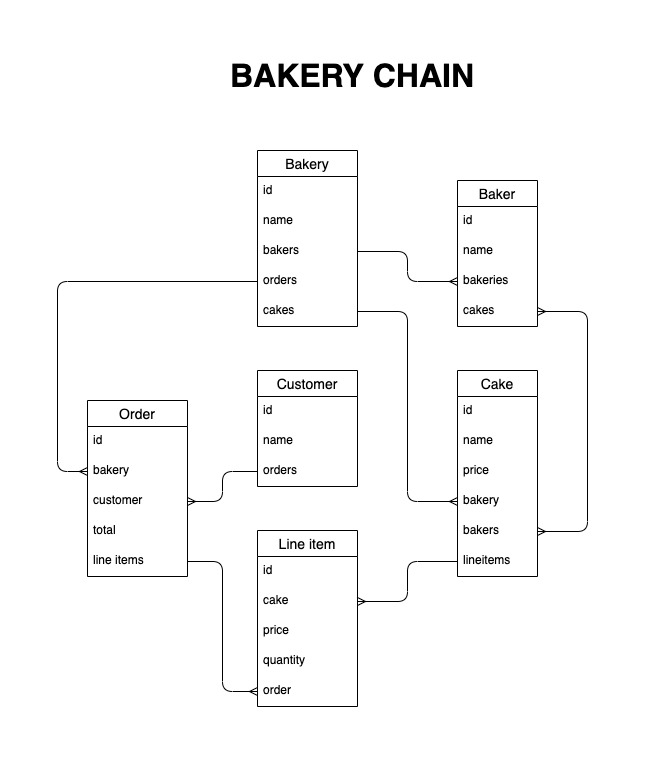 BAKERY CHAIN
Bakery
id
name
bakers
orders
cakes
Baker
id
name
bakeries
cakes
Order
id
bakery
customer
total
line items
Customer
id
name
orders
Cake
id
name
price
bakery
bakers
lineitems
Line item
id
cake
price
quantity
order